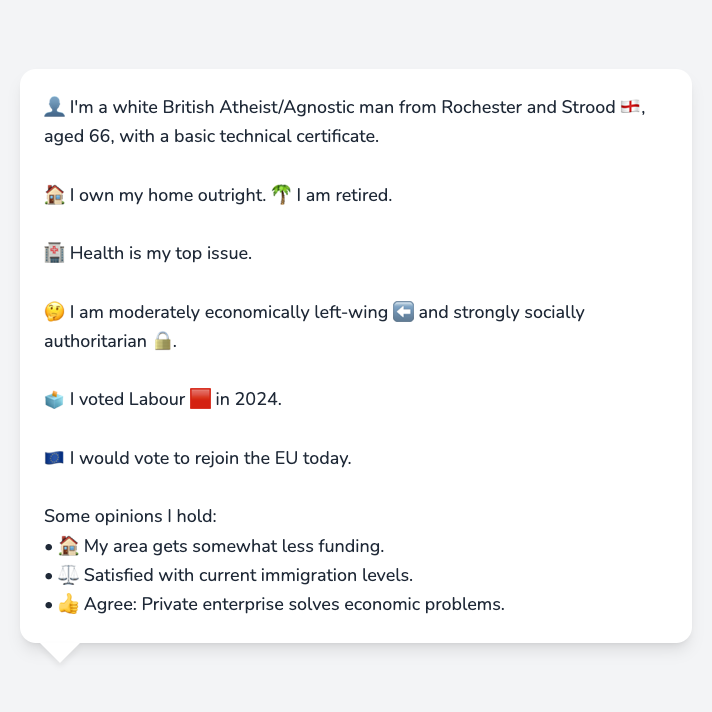 👤 I'm a white British Atheist/Agnostic man from Rochester and Strood 🏴󠁧󠁢󠁥󠁮󠁧󠁿,
aged 66, with a basic technical certificate.
🏠 I own my home outright. 🌴 I am retired.
🏥 Health is my top issue.
🤔 I am moderately economically left-wing ⬅️ and strongly socially
authoritarian 🔒.
🗳️ I voted Labour 🟥 in 2024.
🇪🇺 I would vote to rejoin the EU today.
Some opinions I hold:
• 🏠 My area gets somewhat less funding.
• ⚖️ Satisfied with current immigration levels.
• 👍 Agree: Private enterprise solves economic problems.